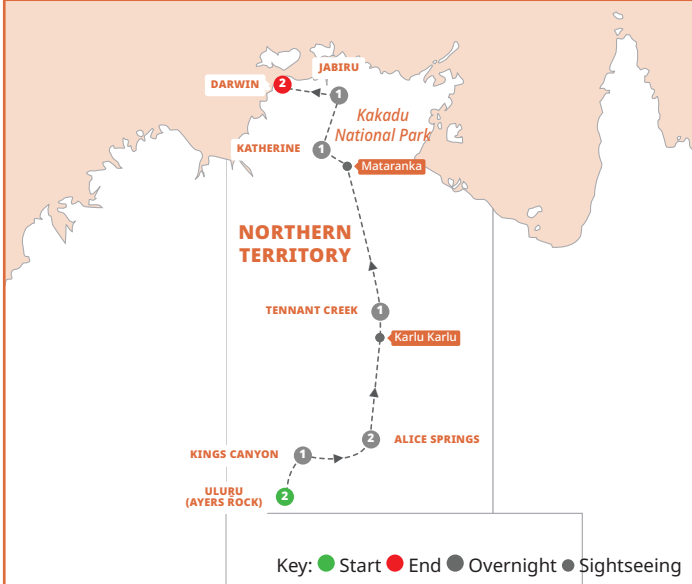 JABIRU
DARWIN
2
1
Kakadu
National Park
KATHERINE
1
Mataranka
NORTHERN
TERRITORY
TENNANT CREEK
1
Karlu Karlu
2
ALICE SPRINGS
KINGS CANYON
1
ULURU
(AYERS ROCK)
2
Key: Start End Overnight Sightseeing